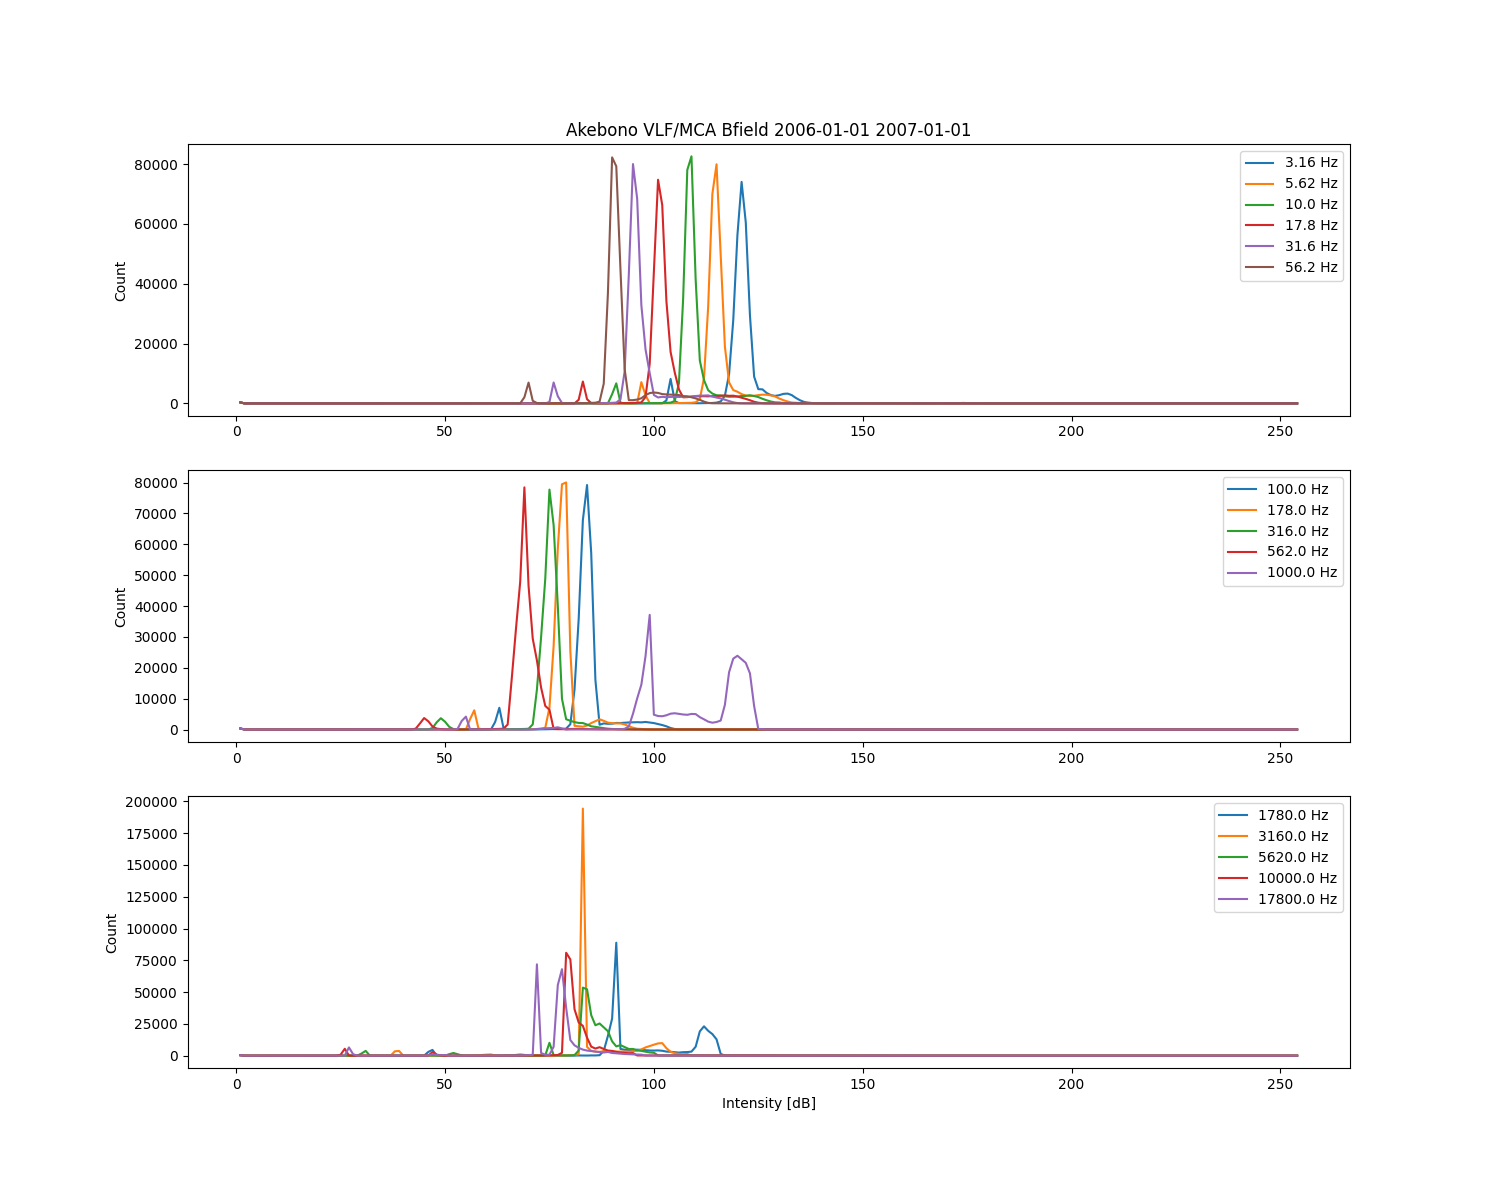 Akebono VLF/MCA Bfield 2006-01-01 2007-01-01
80000
60000
40000
20000
0
Count
0 50 100 150 200 250
3.16 Hz
5.62 Hz
10.0 Hz
17.8 Hz
31.6 Hz
56.2 Hz
80000
70000
60000
50000
40000
30000
20000
10000
0
Count
0 50 100 150 200 250
100.0 Hz
178.0 Hz
316.0 Hz
562.0 Hz
1000.0 Hz
200000
175000
150000
125000
100000
75000
50000
25000
0
Count
0 50 100 150 200 250
Intensity [dB]
1780.0 Hz
3160.0 Hz
5620.0 Hz
10000.0 Hz
17800.0 Hz